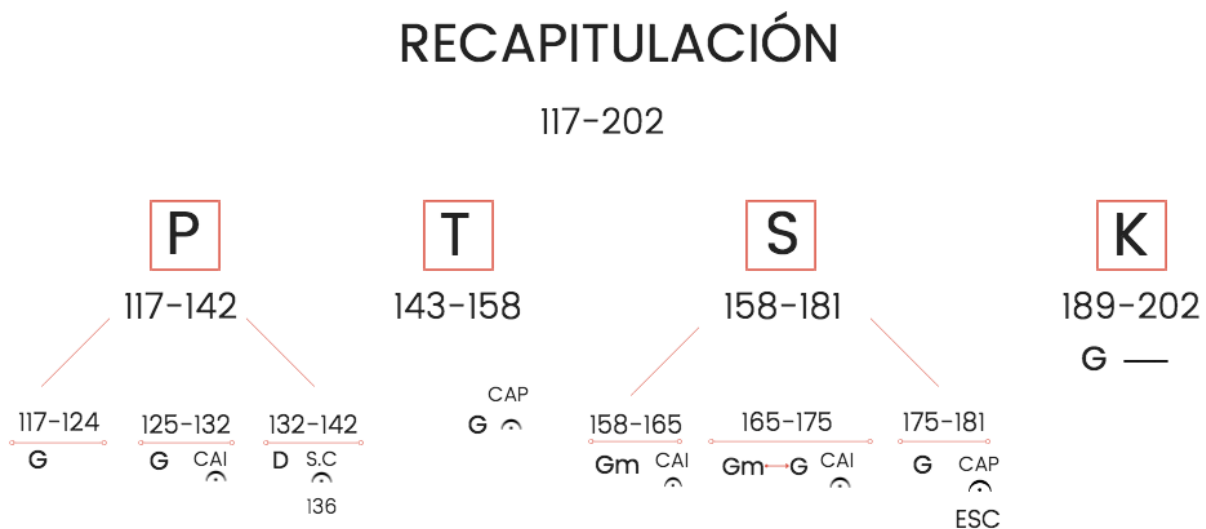 RECAPITULACIÓN
117-202
P T S K
117-142 143-158 158-181 189-202
G —
CAP
G
117-124 125-132 132-142 158-165 165-175 175-181
G G CAI D S.C Gm CAI Gm G CAI G CAP
136 ESC